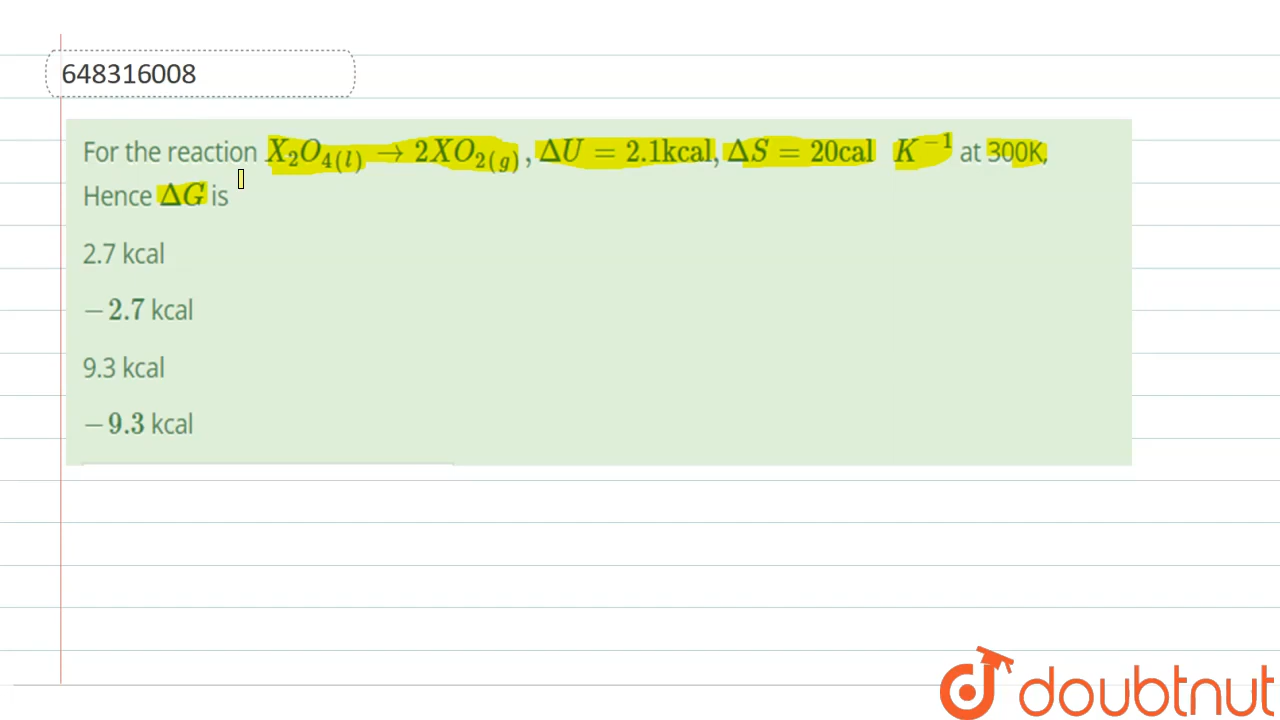 648316008
For the reaction X₂O₄(l) → 2XO₂(g), ΔU = 2.1kcal, ΔS = 20cal K⁻¹ at 300K,
Hence ΔG is
2.7 kcal
−2.7 kcal
9.3 kcal
−9.3 kcal
doubtnut